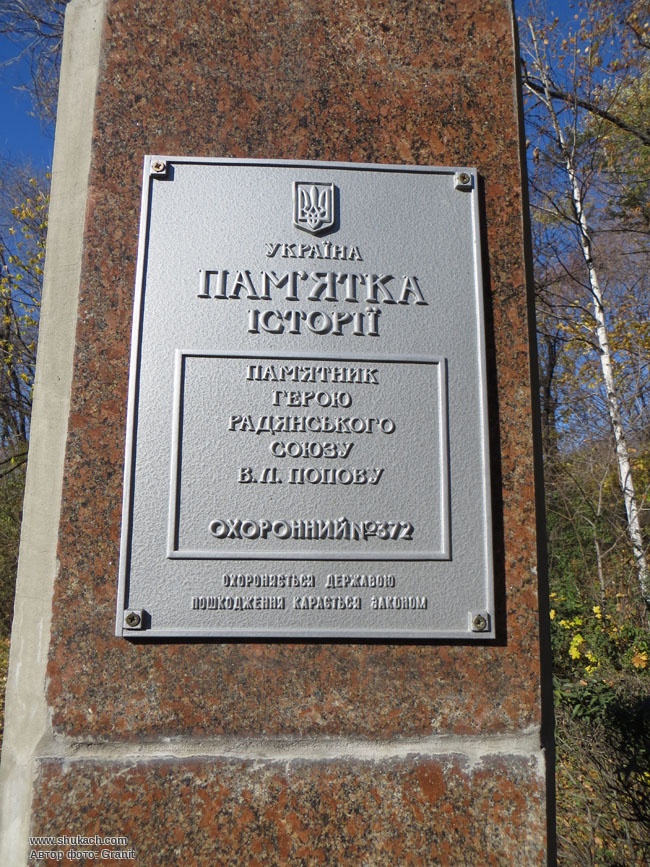 УКРАЇНА
ПАМ'ЯТКА
ІСТОРІЇ
ПАМ'ЯТНИК
ГЕРОЮ
РАДЯНСЬКОГО
СОЮЗУ
В.Л. ПОПОВУ
ОХОРОННИЙ №372
ОХОРОНЯЄТЬСЯ ДЕРЖАВОЮ
ПОШКОДЖЕННЯ КАРАЄТЬСЯ ЗАКОНОМ
www.shukach.com
Автор фото: Granit